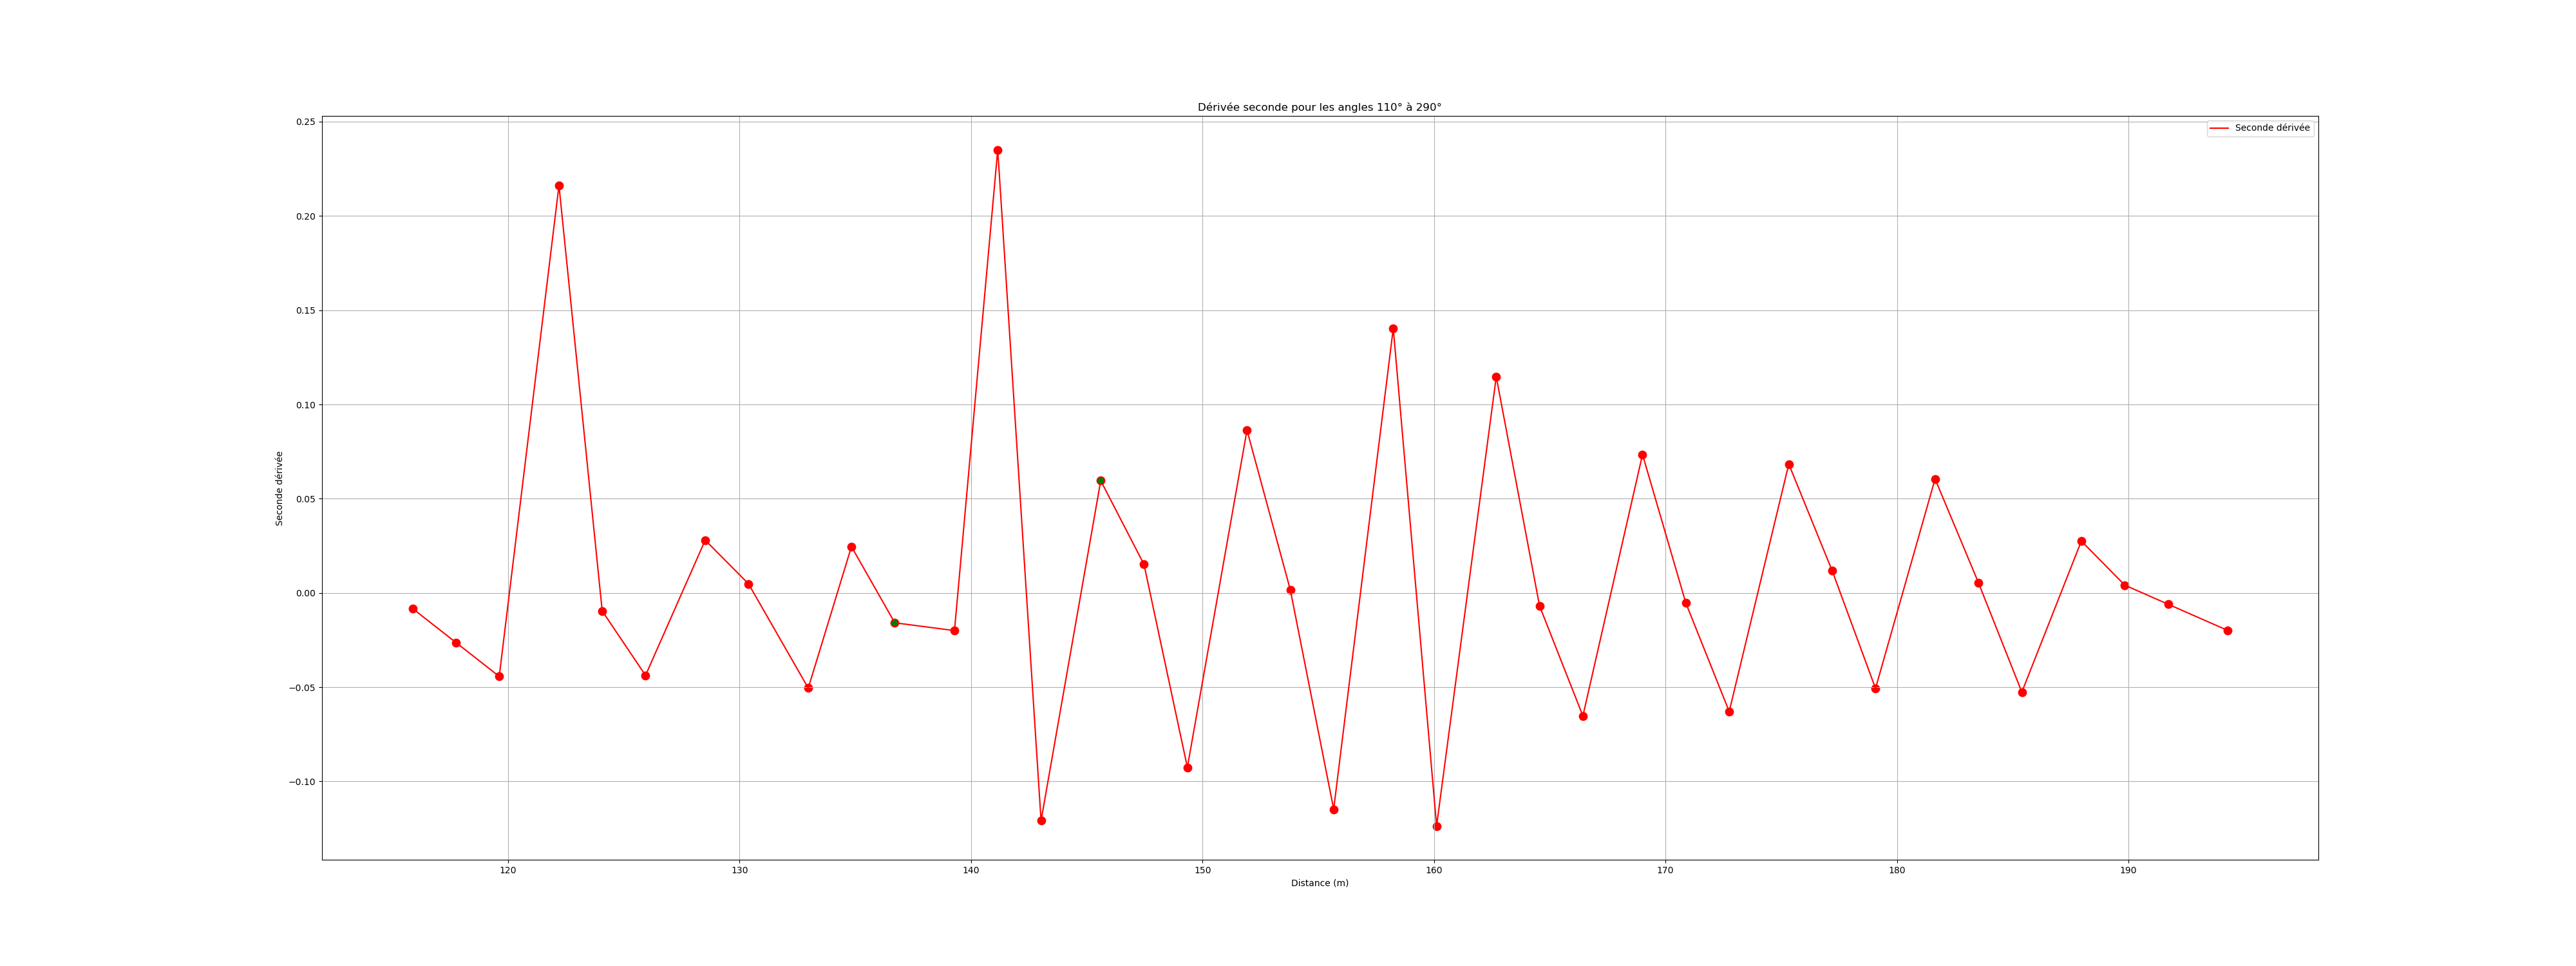 Dérivée seconde pour les angles 110° à 290°
Seconde dérivée
0.25
0.20
0.15
0.10
0.05
0.00
−0.05
−0.10
Seconde dérivée
120 130 140 150 160 170 180 190
Distance (m)